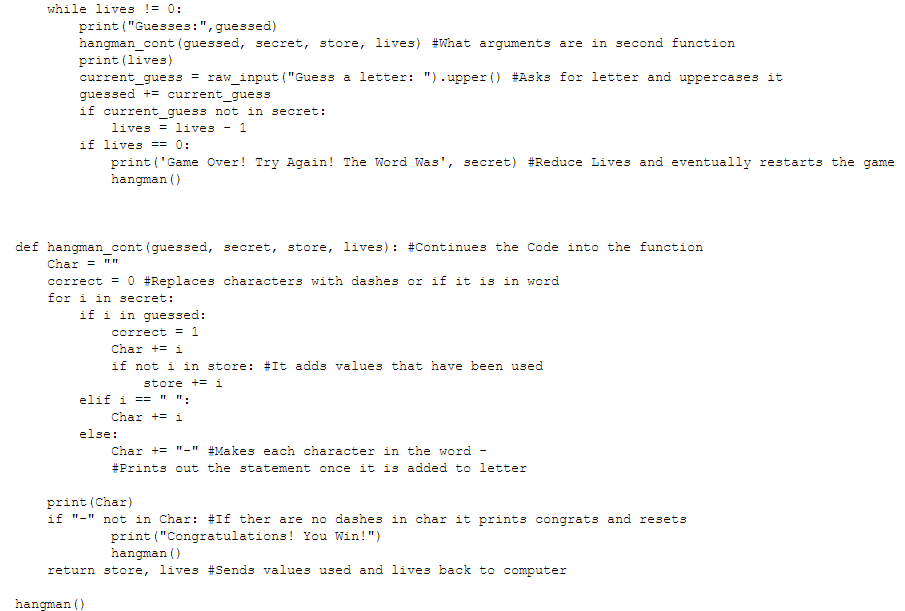 while lives != 0:
print("Guesses:",guessed)
hangman_cont(guessed, secret, store, lives) #What arguments are in second function
print(lives)
current_guess = raw_input("Guess a letter: ").upper() #Asks for letter and uppercases it
guessed += current_guess
if current_guess not in secret:
lives = lives - 1
if lives == 0:
print('Game Over! Try Again! The Word Was', secret) #Reduce Lives and eventually restarts the game
hangman()
def hangman_cont(guessed, secret, store, lives): #Continues the Code into the function
Char = ""
correct = 0 #Replaces characters with dashes or if it is in word
for i in secret:
if i in guessed:
correct = 1
Char += i
if not i in store: #It adds values that have been used
store += i
elif i == " ":
Char += i
else:
Char += "-" #Makes each character in the word -
#Prints out the statement once it is added to letter
print(Char)
if "-" not in Char: #If ther are no dashes in char it prints congrats and resets
print("Congratulations! You Win!")
hangman()
return store, lives #Sends values used and lives back to computer
hangman()